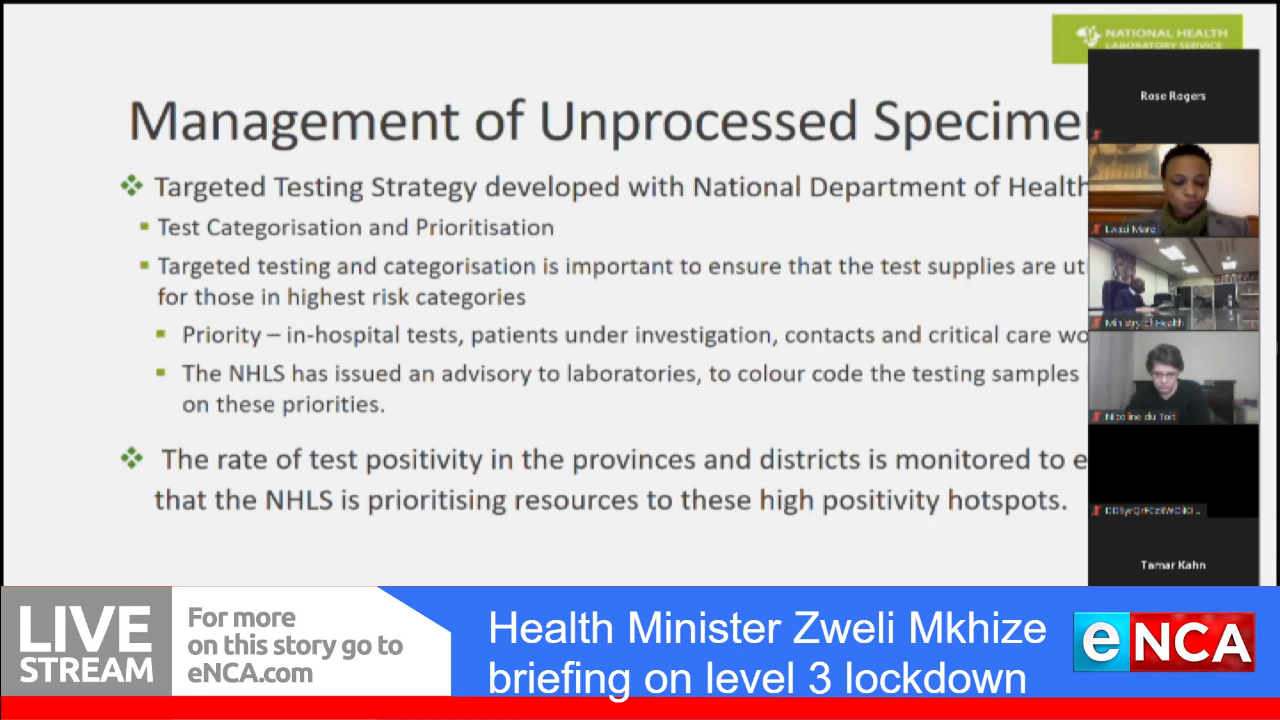 NATIONAL HEALTH
LABORATORY SERVICE
Management of Unprocessed Specimen
Targeted Testing Strategy developed with National Department of Health
Test Categorisation and Prioritisation
Targeted testing and categorisation is important to ensure that the test supplies are ut
for those in highest risk categories
Priority – in-hospital tests, patients under investigation, contacts and critical care wo
The NHLS has issued an advisory to laboratories, to colour code the testing samples
on these priorities.
The rate of test positivity in the provinces and districts is monitored to e
that the NHLS is prioritising resources to these high positivity hotspots.
Rose Rogers
Lwazi
Ministry of Health
Nicoline du Toit
Tamar Kahn
LIVE
STREAM
For more
on this story go to
eNCA.com
Health Minister Zweli Mkhize
briefing on level 3 lockdown
eNCA